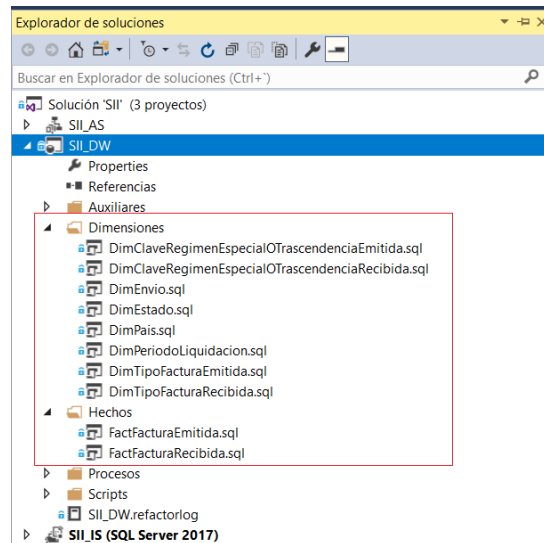 Explorador de soluciones
Buscar en Explorador de soluciones (Ctrl+`)
Solución 'SII' (3 proyectos)
SII_AS
SII_DW
Properties
Referencias
Auxiliares
Dimensiones
DimClaveRegimenEspecialOTrascendenciaEmitida.sql
DimClaveRegimenEspecialOTrascendenciaRecibida.sql
DimEnvio.sql
DimEstado.sql
DimPais.sql
DimPeriodoLiquidacion.sql
DimTipoFacturaEmitida.sql
DimTipoFacturaRecibida.sql
Hechos
FactFacturaEmitida.sql
FactFacturaRecibida.sql
Procesos
Scripts
SII_DW.refactorlog
SII_IS (SQL Server 2017)